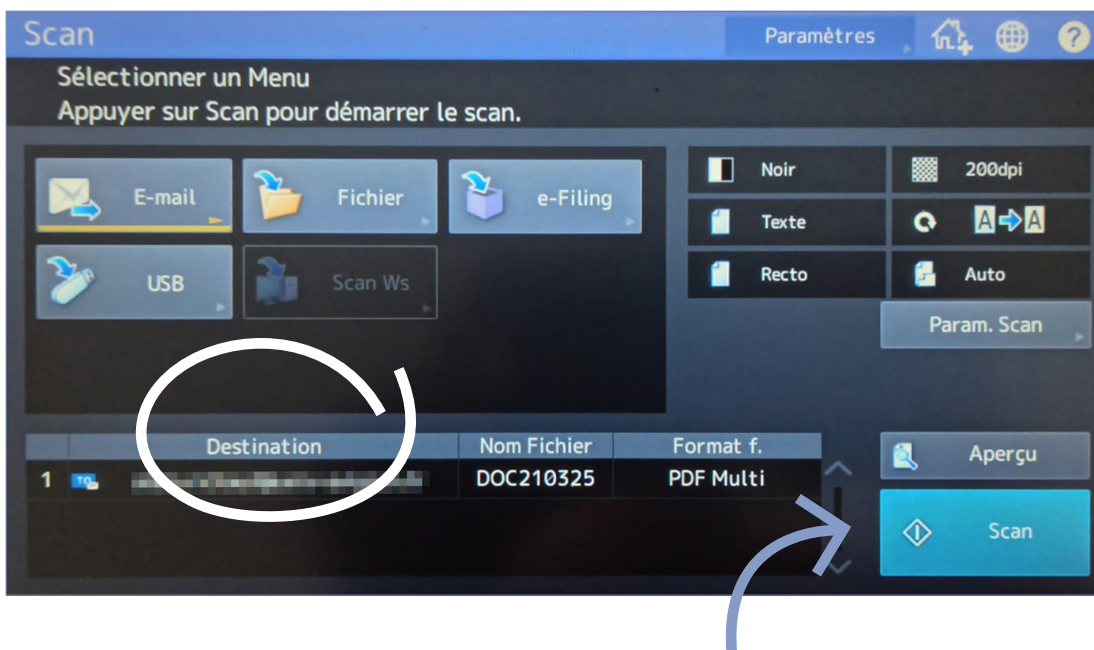 Scan
Paramètres
?
Sélectionner un Menu
Appuyer sur Scan pour démarrer le scan.
E-mail
Fichier
e-Filing
USB
Scan Ws
Noir
200dpi
Texte
A A
Recto
Auto
Param. Scan
Destination Nom Fichier Format f.
1 TO DOC210325 PDF Multi
Aperçu
Scan